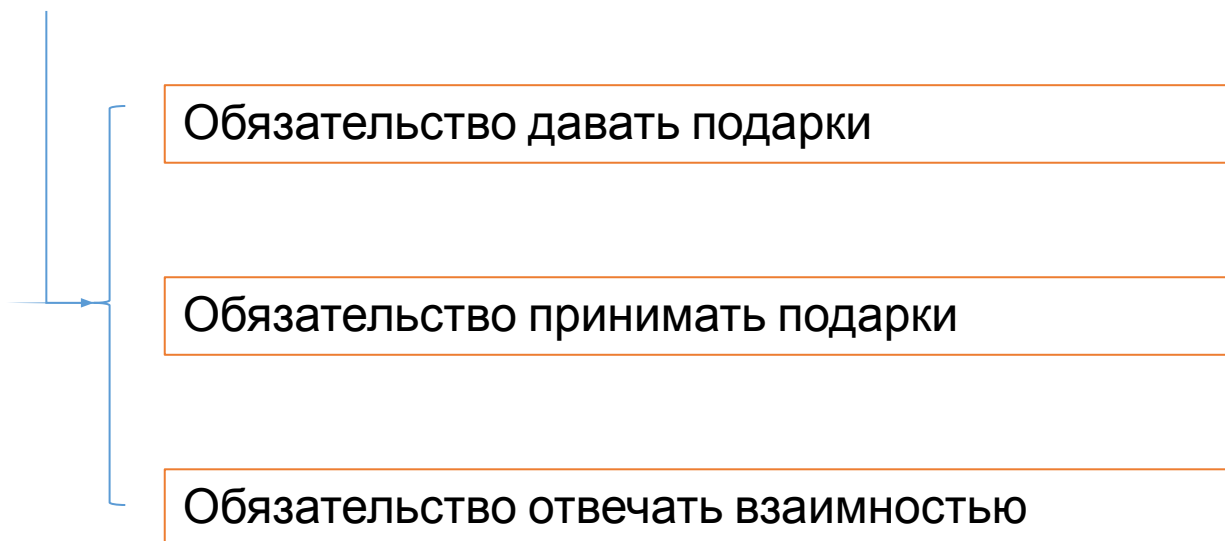 Обязательство давать подарки
Обязательство принимать подарки
Обязательство отвечать взаимностью